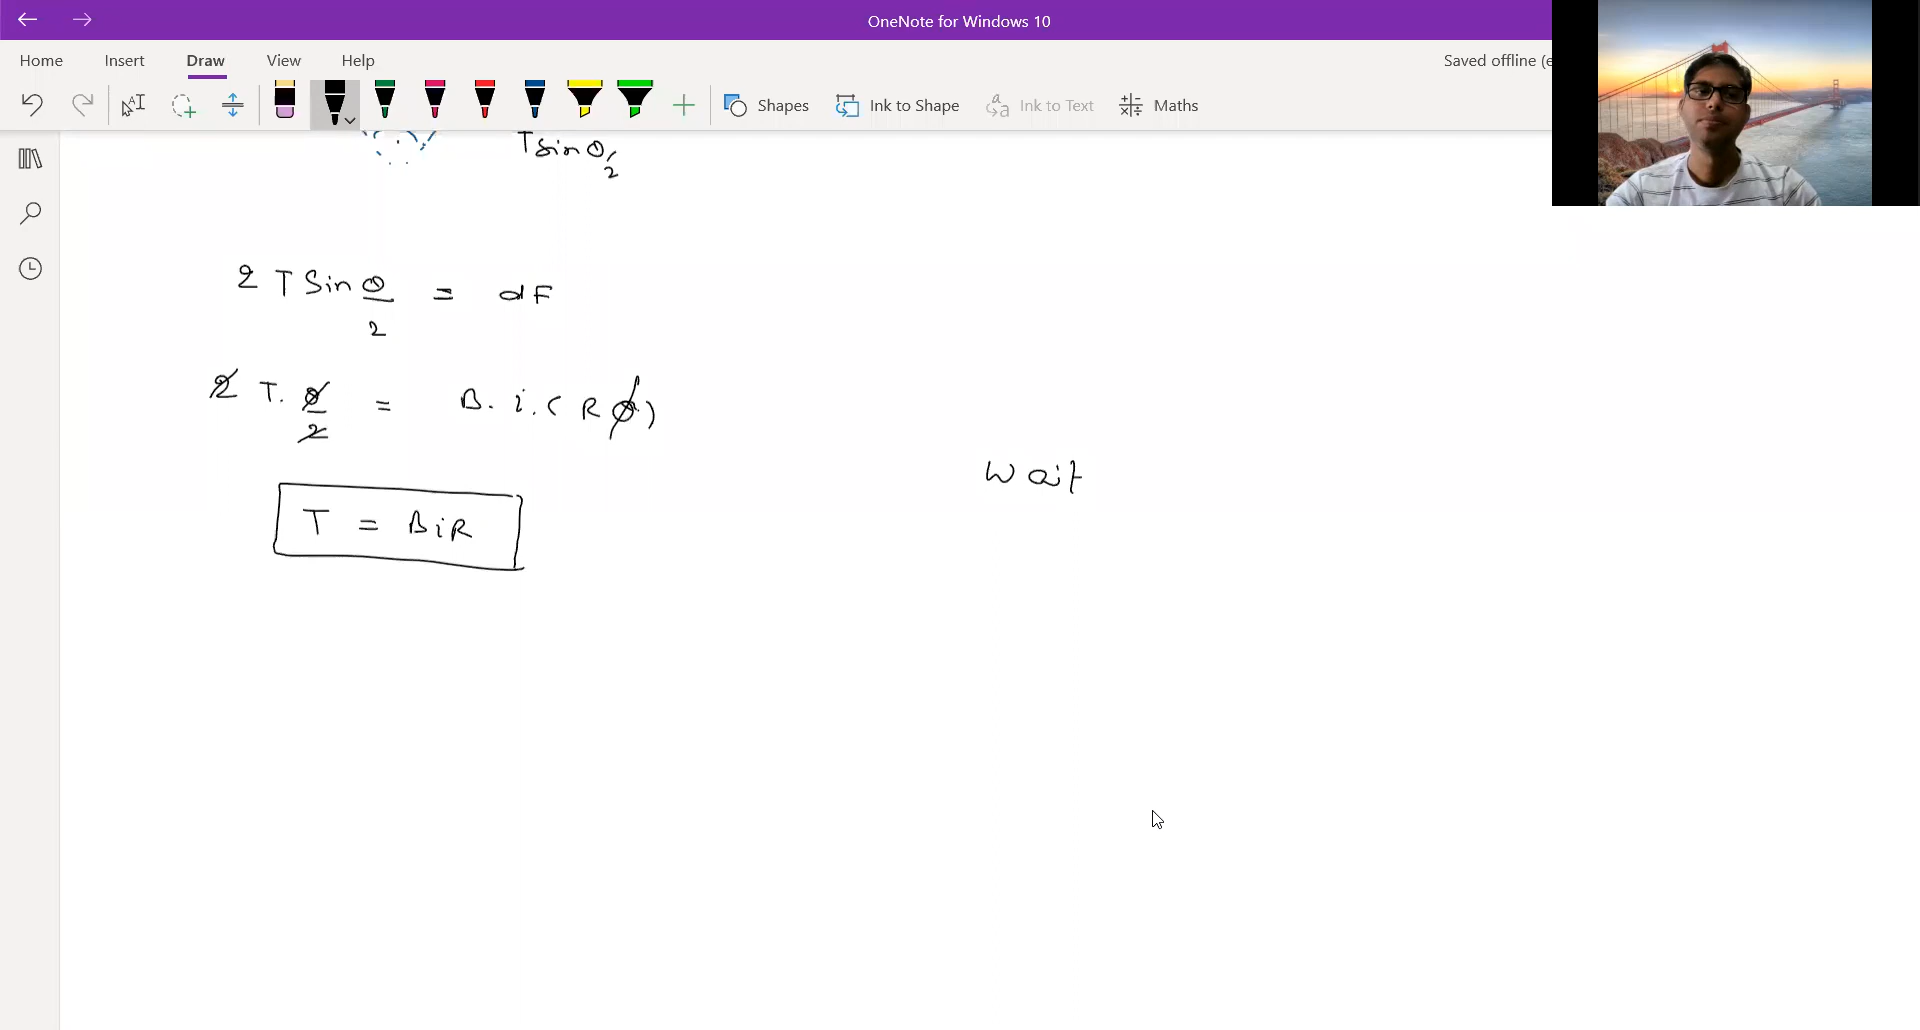 OneNote for Windows 10
Home Insert Draw View Help Saved offline (e
Shapes Ink to Shape Ink to Text Maths
T Sin θ/2
2 T Sin θ/2 = dF
2 T. θ/2 = B. i. (R θ)
Wait
T = BiR